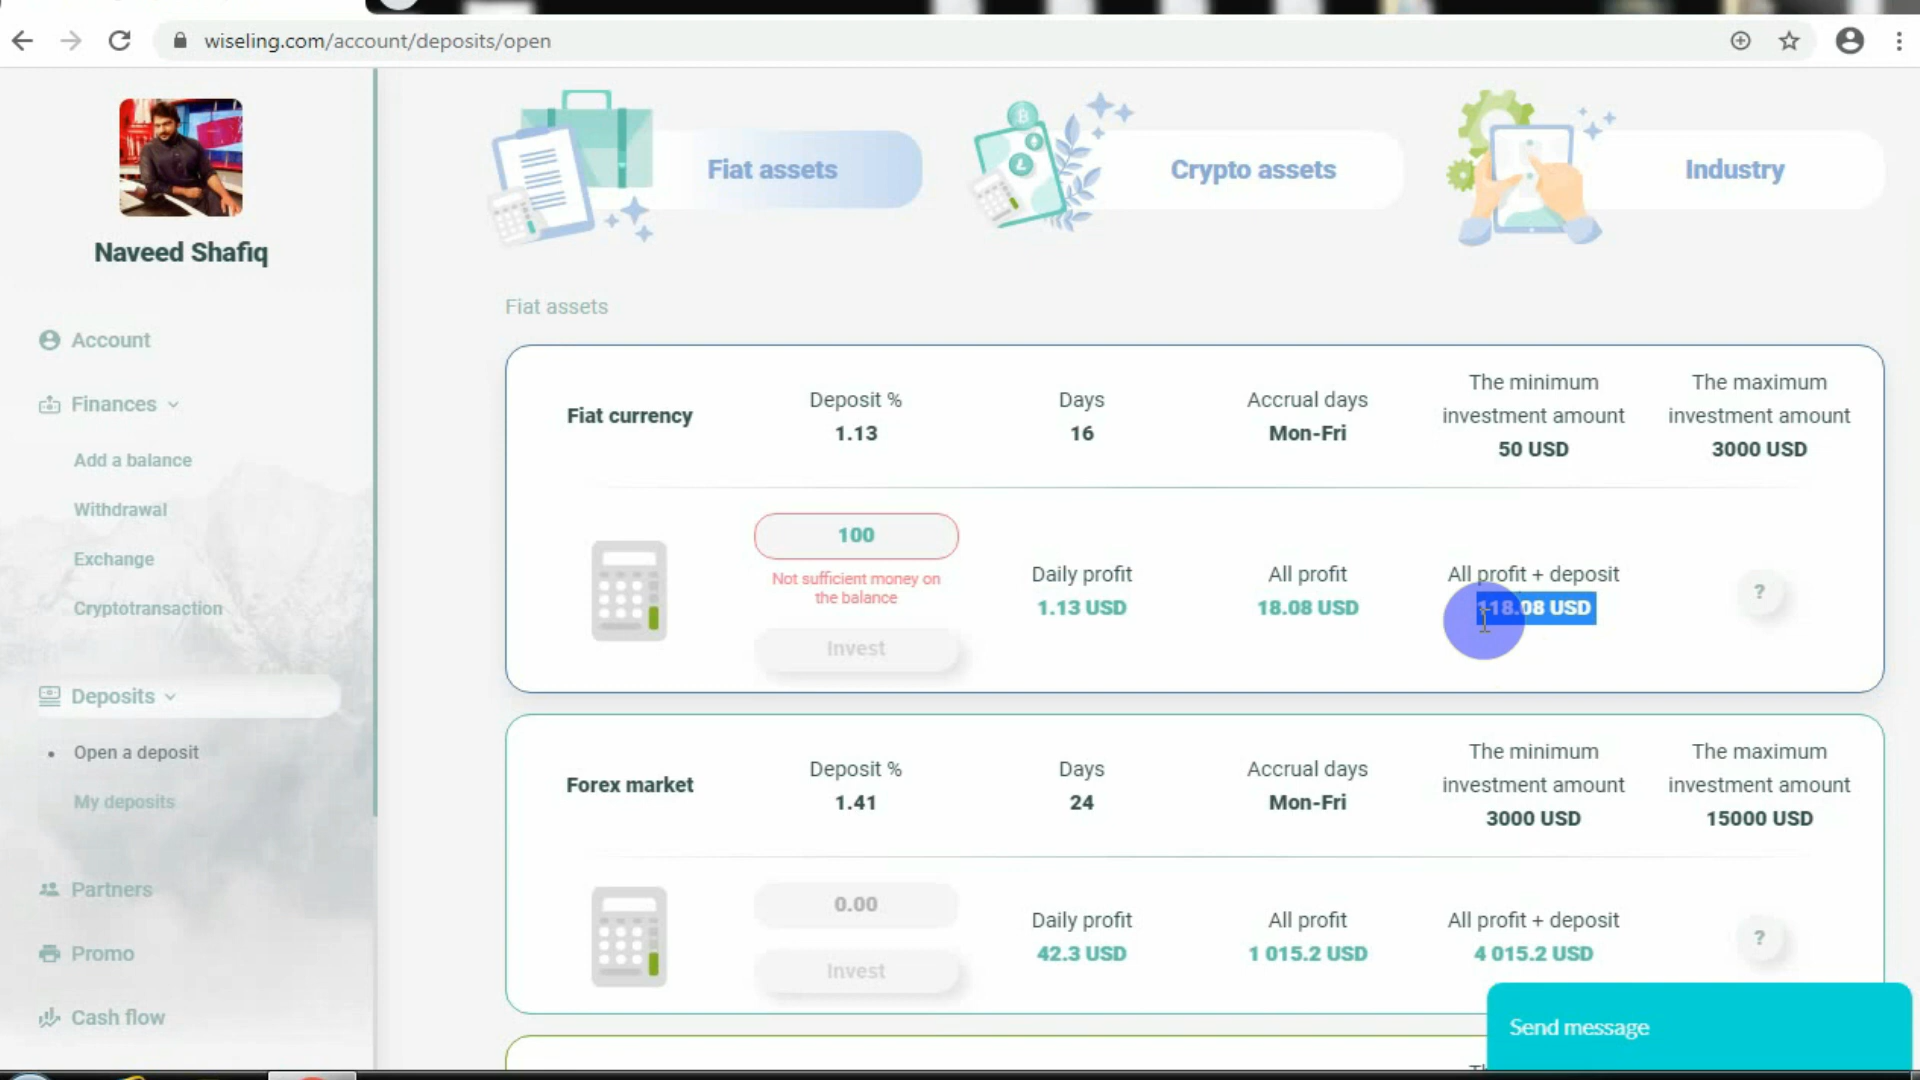 wiseling.com/account/deposits/open
Naveed Shafiq
Account
Finances
Add a balance
Withdrawal
Exchange
Cryptotransaction
Deposits
Open a deposit
My deposits
Partners
Promo
Cash flow
Fiat assets
Crypto assets
Industry
Fiat assets
Fiat currency
Deposit %
1.13
Days
16
Accrual days
Mon-Fri
The minimum
investment amount
50 USD
The maximum
investment amount
3000 USD
100
Not sufficient money on
the balance
Invest
Daily profit
1.13 USD
All profit
18.08 USD
All profit + deposit
118.08 USD
?
Forex market
Deposit %
1.41
Days
24
Accrual days
Mon-Fri
The minimum
investment amount
3000 USD
The maximum
investment amount
15000 USD
0.00
Invest
Daily profit
42.3 USD
All profit
1 015.2 USD
All profit + deposit
4 015.2 USD
?
Send message